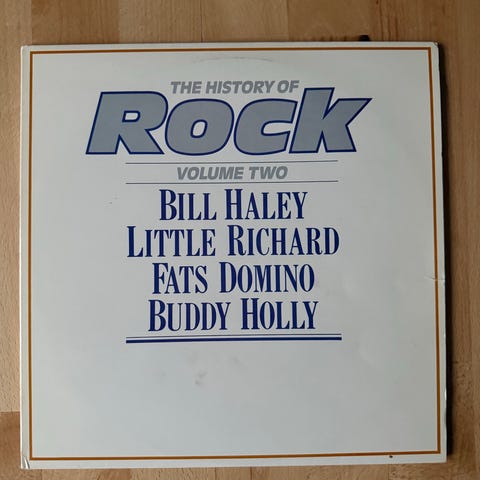 THE HISTORY OF
Rock
VOLUME TWO
BILL HALEY
LITTLE RICHARD
FATS DOMINO
BUDDY HOLLY